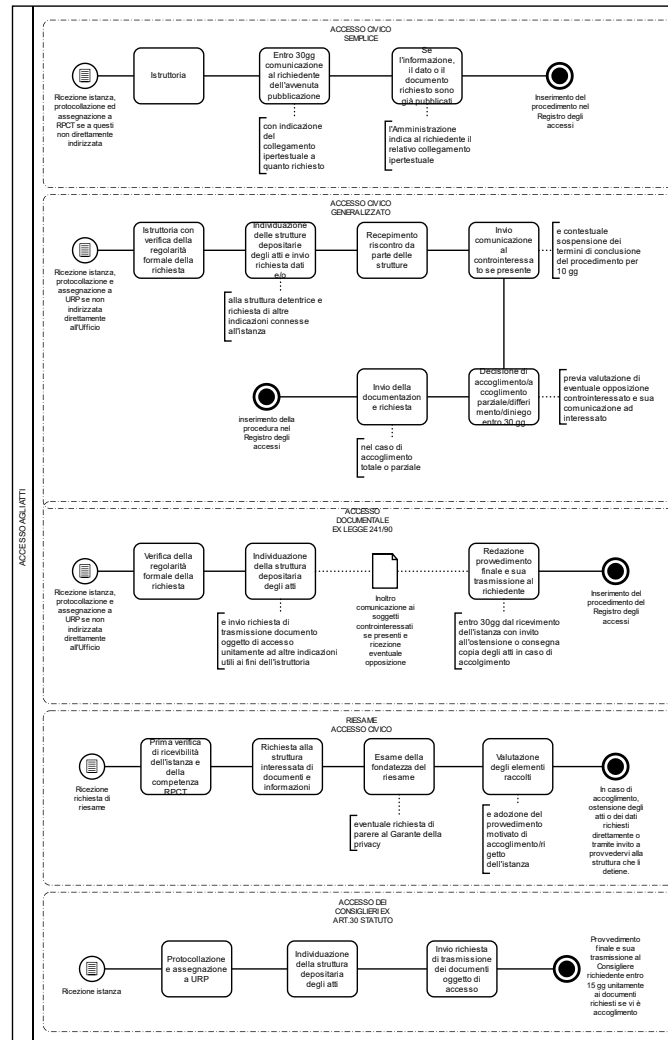 ACCESSO AGLI ATTI
ACCESSO CIVICO
SEMPLICE
Ricezione istanza,
protocollazione ed
assegnazione a
RPCT se a questi
non direttamente
indirizzata
Istruttoria
Entro 30gg
comunicazione
al richiedente
dell'avvenuta
pubblicazione
con indicazione
del
collegamento
ipertestuale a
quanto richiesto
Se
l'informazione,
il dato o il
documento
richiesto sono
già pubblicati
l'Amministrazione
indica al richiedente il
relativo collegamento
ipertestuale
Inserimento del
procedimento nel
Registro degli
accessi
ACCESSO CIVICO
GENERALIZZATO
Ricezione istanza,
protocollazione e
assegnazione a
URP se non
indirizzata
direttamente
all'Ufficio
Istruttoria con
verifica della
regolarità
formale della
richiesta
Individuazione
delle strutture
depositarie
degli atti e invio
richiesta dati
e/o
alla struttura detentrice e
richiesta di altre
indicazioni connesse
all'istanza
Recepimento
riscontro da
parte delle
strutture
Invio
comunicazione
al
controinteressa
to se presente
e contestuale
sospensione dei
termini di conclusione
del procedimento per
10 gg
Decisione di
accoglimento/a
ccoglimento
parziale/differi
mento/diniego
entro 30 gg
previa valutazione di
eventuale opposizione
controinteressato e sua
comunicazione ad
interessato
Invio della
documentazion
e richiesta
nel caso di
accoglimento
totale o parziale
inserimento della
procedura nel
Registro degli
accessi
ACCESSO
DOCUMENTALE
EX LEGGE 241/90
Ricezione istanza,
protocollazione e
assegnazione a
URP se non
indirizzata
direttamente
all'Ufficio
Verifica della
regolarità
formale della
richiesta
Individuazione
della struttura
depositaria
degli atti
e invio richiesta di
trasmissione documento
oggetto di accesso
unitamente ad altre indicazioni
utili ai fini dell'istruttoria
Inoltro
comunicazione ai
soggetti
controinteressati
se presenti e
ricezione
eventuale
opposizione
Redazione
provvedimento
finale e sua
trasmissione al
richiedente
entro 30gg dal ricevimento
dell'istanza con invito
all'ostensione o consegna
copia degli atti in caso di
accolgimento
Inserimento del
procedimento del
Registro degli
accessi
RIESAME
ACCESSO CIVICO
Ricezione
richiesta di
riesame
Prima verifica
di ricevibilità
dell'istanza e
della
competenza
RPCT
Richiesta alla
struttura
interessata di
documenti e
informazioni
Esame della
fondatezza del
riesame
eventuale richiesta di
parere al Garante della
privacy
Valutazione
degli elementi
raccolti
e adozione del
provvedimento
motivato di
accoglimento/ri
getto
dell'istanza
In caso di
accoglimento,
ostensione degli
atti o dei dati
richiesti
direttamente o
tramite invito a
provvedervi alla
struttura che li
detiene.
ACCESSO DEI
CONSIGLIERI EX
ART.30 STATUTO
Ricezione istanza
Protocollazione
e assegnazione
a URP
Individuazione
della struttura
depositaria
degli atti
Invio richiesta
di trasmissione
dei documenti
oggetto di
accesso
Provvedimento
finale e sua
trasmissione al
Consigliere
richiedente entro
15 gg unitamente
ai documenti
richiesti se vi è
accoglimento